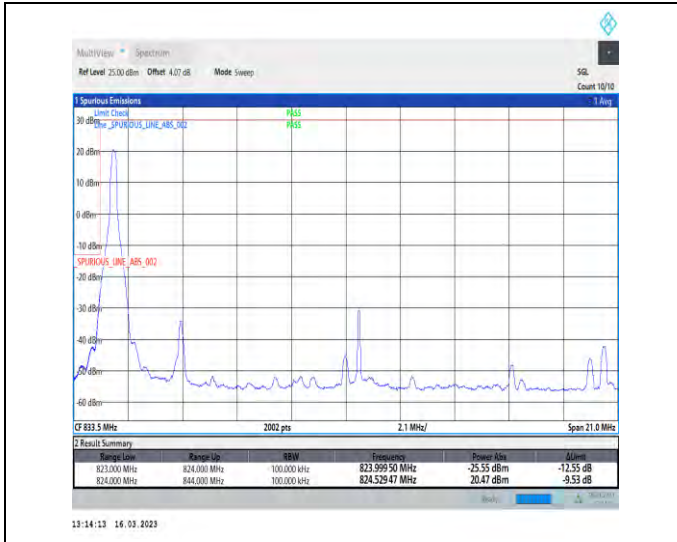 MultiView Spectrum
Ref Level 25.00 dBm Offset 4.07 dB Mode Sweep SGL
Count 10/10
1 Spurious Emissions 1 Avg
Limit Check PASS
30 dBm
Line _SPURIOUS_LINE_ABS_002 PASS
20 dBm
10 dBm
0 dBm
-10 dBm
SPURIOUS_LINE_ABS_002
-20 dBm
-30 dBm
-40 dBm
-50 dBm
-60 dBm
CF 833.5 MHz 2002 pts 2.1 MHz/ Span 21.0 MHz
2 Result Summary
Range Low Range Up RBW Frequency Power Abs ΔLimit
823.000 MHz 824.000 MHz 100.000 kHz 823.99950 MHz -25.55 dBm -12.55 dB
824.000 MHz 844.000 MHz 100.000 kHz 824.52947 MHz 20.47 dBm -9.53 dB
Ready
13:14:13 16.03.2023